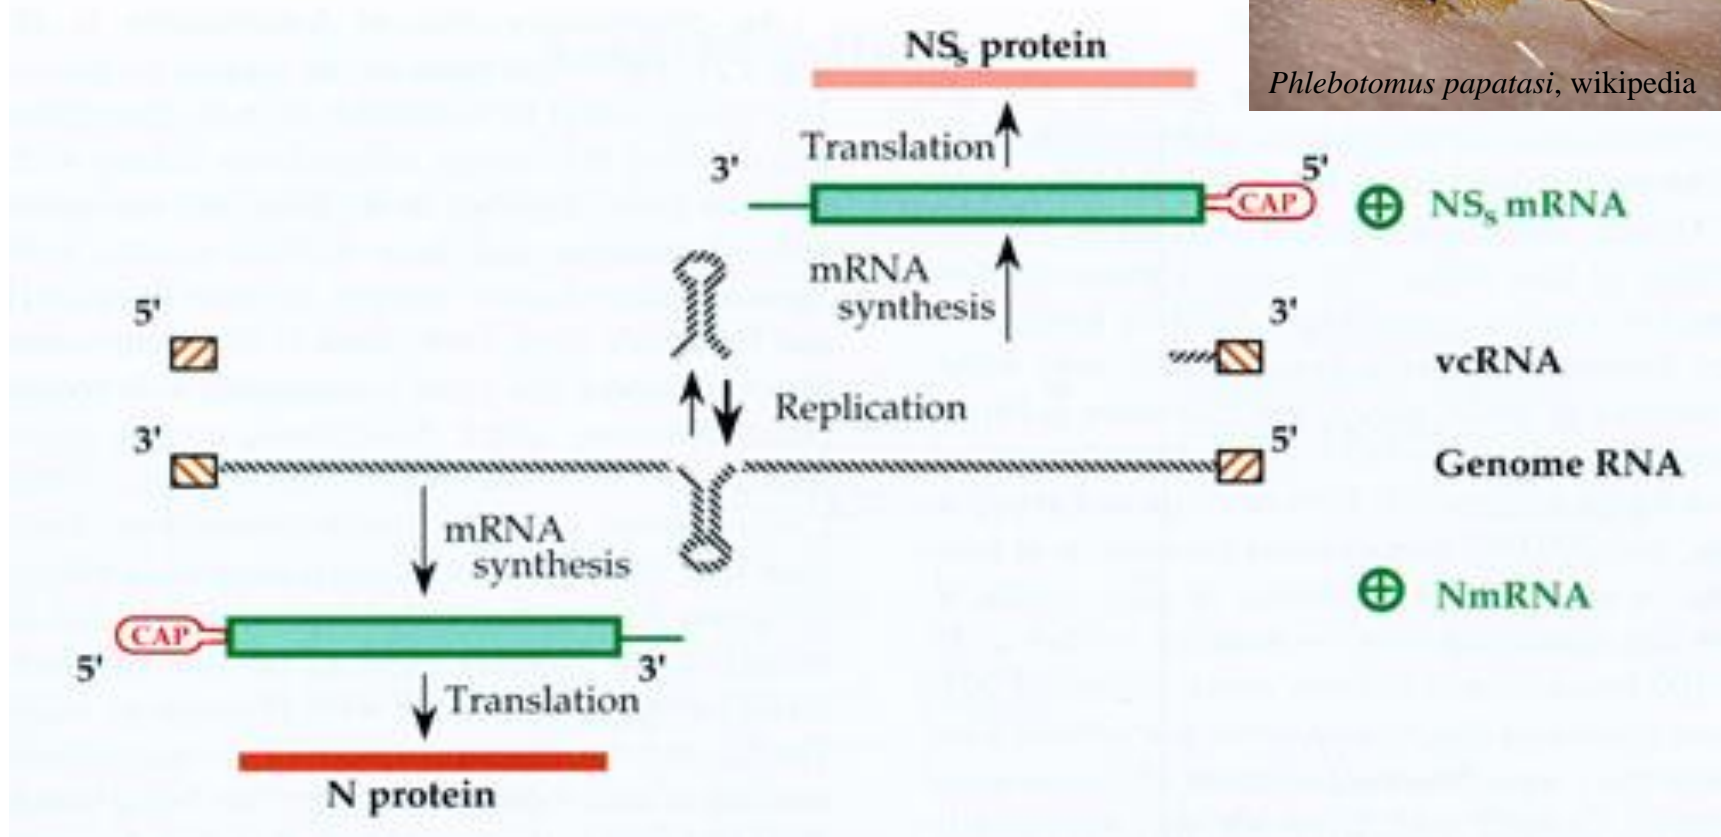 NSs protein
Phlebotomus papatasi, wikipedia
Translation
3'
5'
CAP
NSs mRNA
mRNA
synthesis
5'
3'
vcRNA
Replication
3'
5'
Genome RNA
mRNA
synthesis
NmRNA
CAP
5'
3'
Translation
N protein